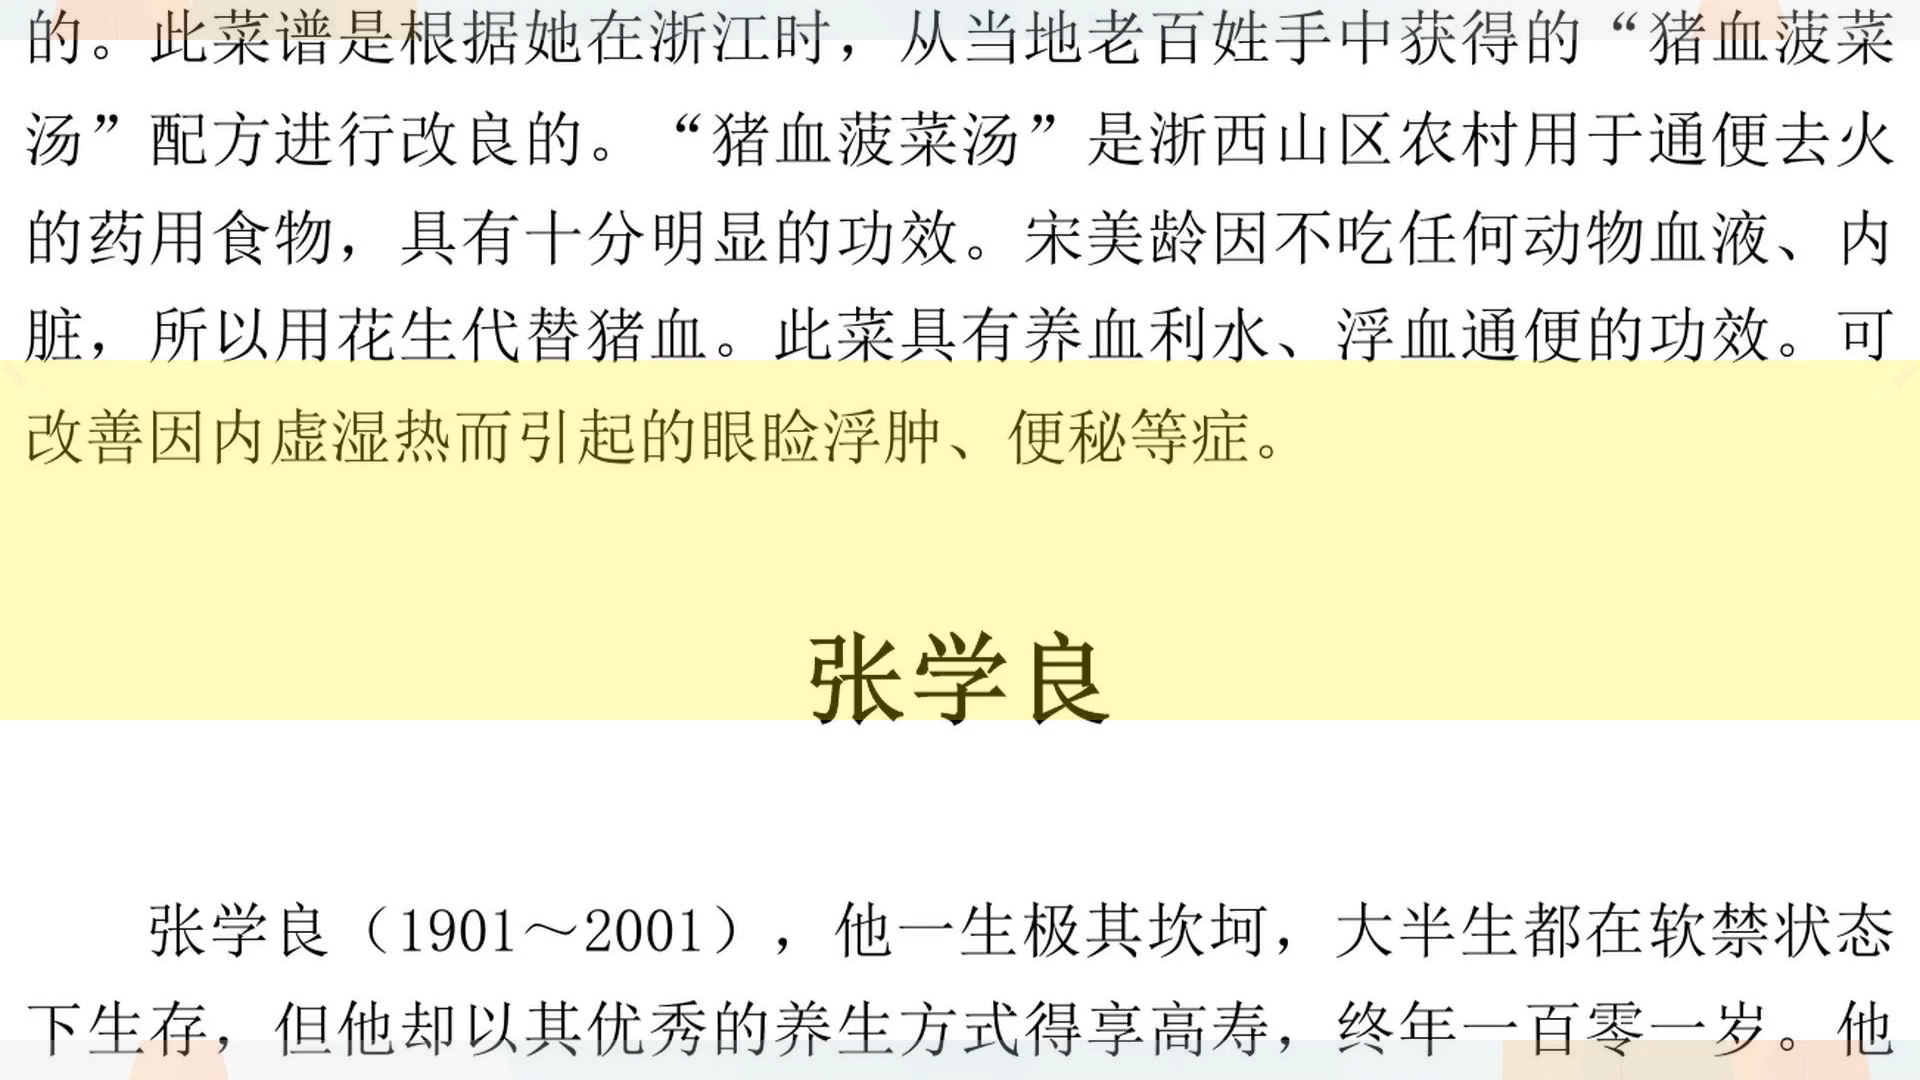 的。此菜谱是根据她在浙江时，从当地老百姓手中获得的“猪血菠菜
汤”配方进行改良的。“猪血菠菜汤”是浙西山区农村用于通便去火
的药用食物，具有十分明显的功效。宋美龄因不吃任何动物血液、内
脏，所以用花生代替猪血。此菜具有养血利水、浮血通便的功效。可
改善因内虚湿热而引起的眼睑浮肿、便秘等症。
张学良
张学良（1901～2001），他一生极其坎坷，大半生都在软禁状态
下生存，但他却以其优秀的养生方式得享高寿，终年一百零一岁。他